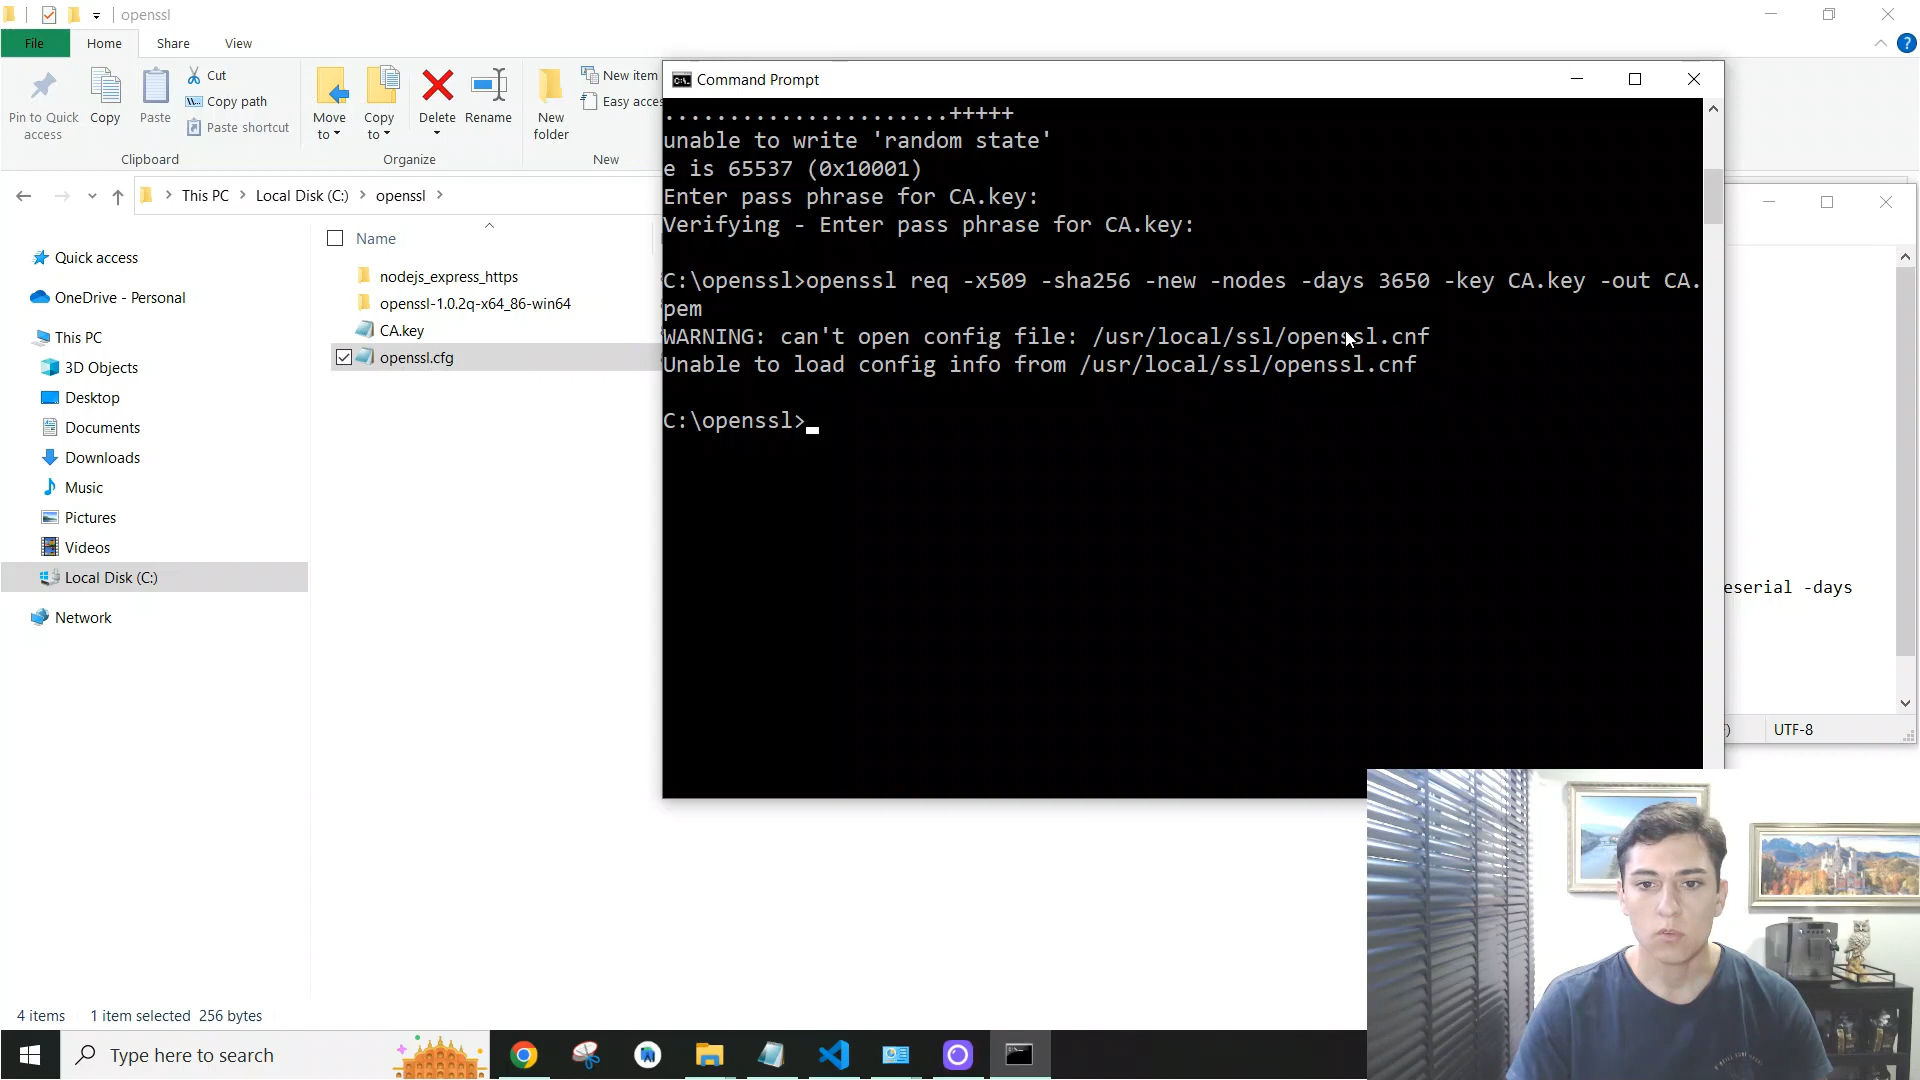 openssl
File
Home
Share
View
Pin to Quick access
Copy
Paste
Cut
Copy path
Paste shortcut
Clipboard
Move to
Copy to
Delete
Rename
Organize
New folder
New item
Easy acces
New
This PC
Local Disk (C:)
openssl
Name
Quick access
OneDrive - Personal
This PC
3D Objects
Desktop
Documents
Downloads
Music
Pictures
Videos
Local Disk (C:)
Network
nodejs_express_https
openssl-1.0.2q-x64_86-win64
CA.key
openssl.cfg
4 items
1 item selected 256 bytes
Command Prompt
......................+++++
unable to write 'random state'
e is 65537 (0x10001)
Enter pass phrase for CA.key:
Verifying - Enter pass phrase for CA.key:
C:\openssl>openssl req -x509 -sha256 -new -nodes -days 3650 -key CA.key -out CA.
pem
WARNING: can't open config file: /usr/local/ssl/openssl.cnf
Unable to load config info from /usr/local/ssl/openssl.cnf
C:\openssl>
eserial -days
UTF-8
Type here to search